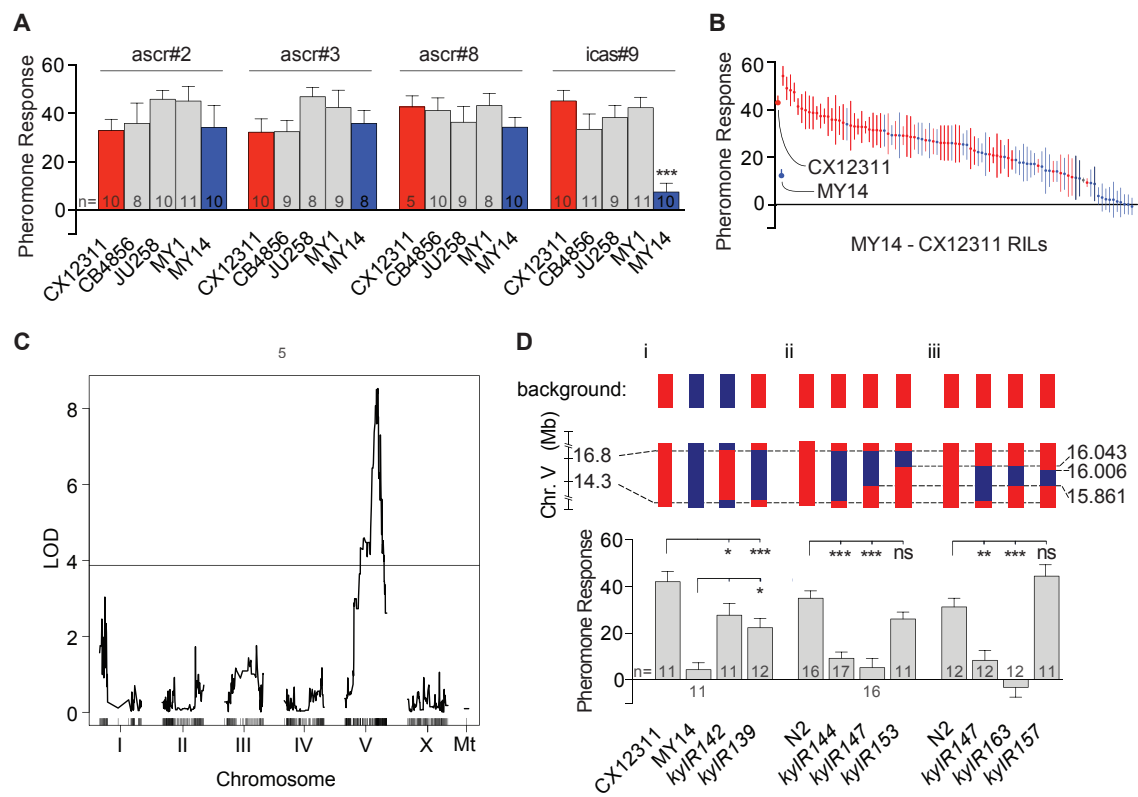 A
ascr#2 ascr#3 ascr#8 icas#9
Pheromone Response
60
40
20
0
***
n= 10 8 10 11 10 10 9 8 9 8 5 10 9 8 10 10 11 9 11 10
CX12311 CB4856 JU258 MY1 MY14 CX12311 CB4856 JU258 MY1 MY14 CX12311 CB4856 JU258 MY1 MY14 CX12311 CB4856 JU258 MY1 MY14
B
Pheromone Response
60
40
20
0
CX12311
MY14
MY14 - CX12311 RILs
C
5
LOD
8
6
4
2
0
I II III IV V X Mt
Chromosome
D
i ii iii
background:
Chr. V (Mb)
16.8
14.3
16.043
16.006
15.861
Pheromone Response
60
40
20
0
* *** *** *** ns ** *** ns
*
n= 11 11 12 16 17 11 12 12 12 11
11 16
CX12311 MY14 kyIR142 kyIR139 N2 kyIR144 kyIR147 kyIR153 N2 kyIR147 kyIR163 kyIR157